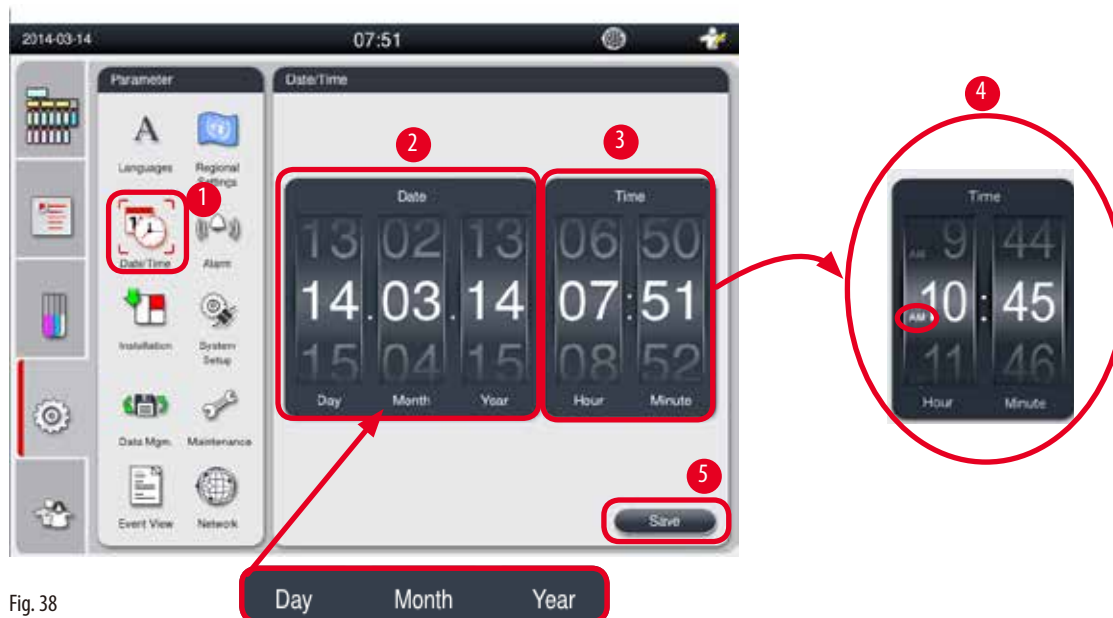 2014-03-14 07:51
Parameter
Languages
Regional Settings
1
Date/Time
Alarm
Installation
System Setup
Data Mgm.
Maintenance
Event View
Network
Date/Time
2
Date
13 02 13
14.03.14
15 04 15
Day Month Year
3
Time
06 50
07:51
08 52
Hour Minute
4
Time
AM 9 44
AM 10:45
11 46
Hour Minute
5
Save
Day Month Year
Fig. 38